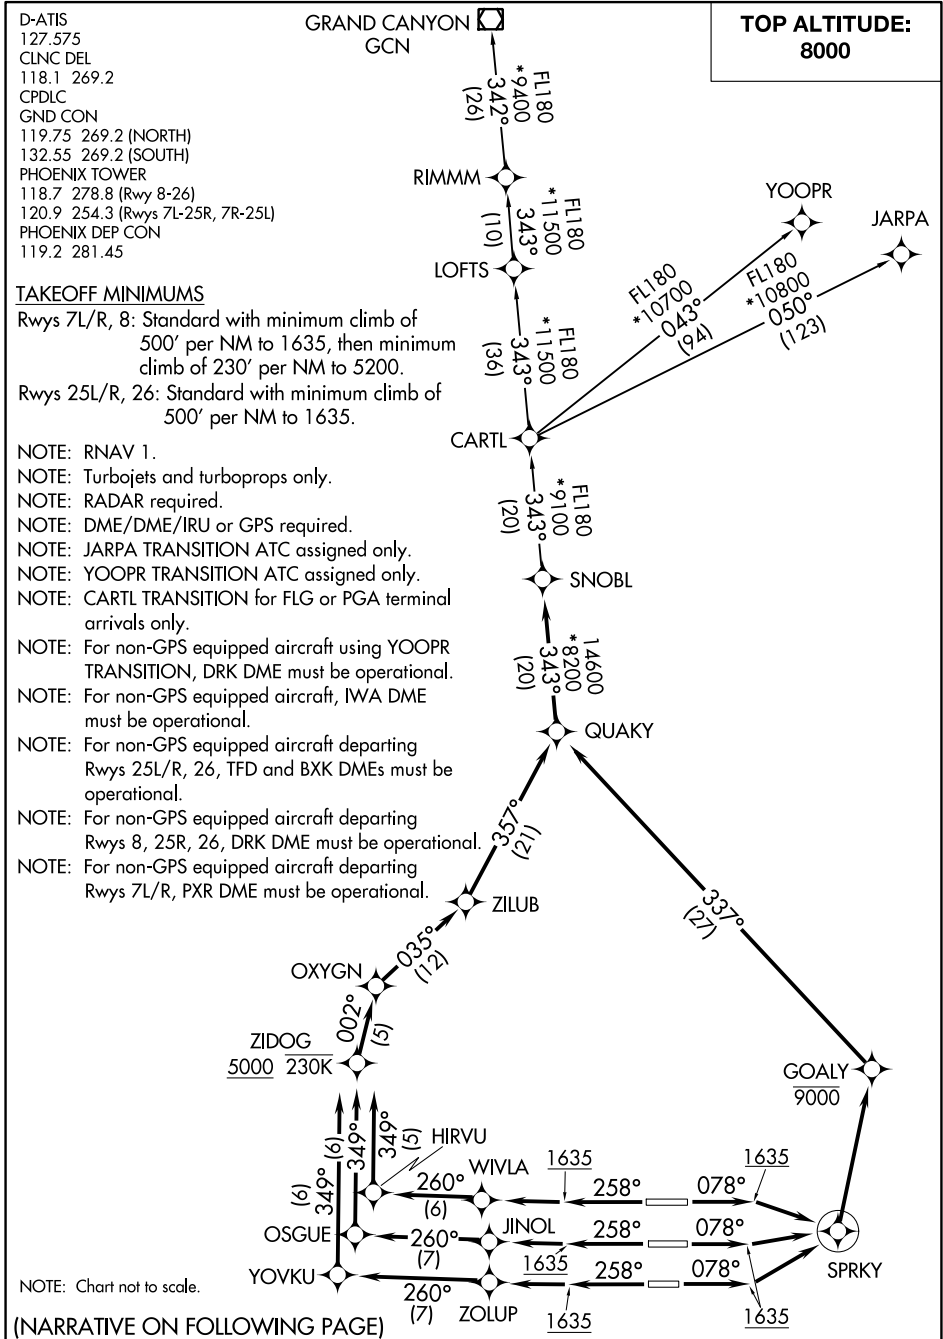 D-ATIS
127.575
CLNC DEL
118.1 269.2
CPDLC
GND CON
119.75 269.2 (NORTH)
132.55 269.2 (SOUTH)
PHOENIX TOWER
118.7 278.8 (Rwy 8-26)
120.9 254.3 (Rwys 7L-25R, 7R-25L)
PHOENIX DEP CON
119.2 281.45
TOP ALTITUDE:
8000
TAKEOFF MINIMUMS
Rwys 7L/R, 8: Standard with minimum climb of
500′ per NM to 1635, then minimum
climb of 230′ per NM to 5200.
Rwys 25L/R, 26: Standard with minimum climb of
500′ per NM to 1635.
NOTE: RNAV 1.
NOTE: Turbojets and turboprops only.
NOTE: RADAR required.
NOTE: DME/DME/IRU or GPS required.
NOTE: JARPA TRANSITION ATC assigned only.
NOTE: YOOPR TRANSITION ATC assigned only.
NOTE: CARTL TRANSITION for FLG or PGA terminal
arrivals only.
NOTE: For non-GPS equipped aircraft using YOOPR
TRANSITION, DRK DME must be operational.
NOTE: For non-GPS equipped aircraft, IWA DME
must be operational.
NOTE: For non-GPS equipped aircraft departing
Rwys 25L/R, 26, TFD and BXK DMEs must be
operational.
NOTE: For non-GPS equipped aircraft departing
Rwys 8, 25R, 26, DRK DME must be operational.
NOTE: For non-GPS equipped aircraft departing
Rwys 7L/R, PXR DME must be operational.
GRAND CANYON
GCN
FL180
*9400
342°
(26)
RIMMM
FL180
*11500
343°
(10)
LOFTS
FL180
*11500
343°
(36)
YOOPR
FL180
*10700
043°
(94)
JARPA
FL180
*10800
050°
(123)
CARTL
FL180
*9100
343°
(20)
SNOBL
14600
*8200
343°
(20)
QUAKY
357°
(21)
337°
(27)
ZILUB
035°
(12)
OXYGN
002°
(5)
ZIDOG
5000 230K
GOALY
9000
349°
(6)
349°
(6)
349°
(5)
HIRVU
WIVLA
260°
(6)
1635
258°
078°
1635
OSGUE
JINOL
260°
(7)
1635
258°
078°
SPRKY
YOVKU
ZOLUP
260°
(7)
1635
258°
078°
1635
NOTE: Chart not to scale.
(NARRATIVE ON FOLLOWING PAGE)